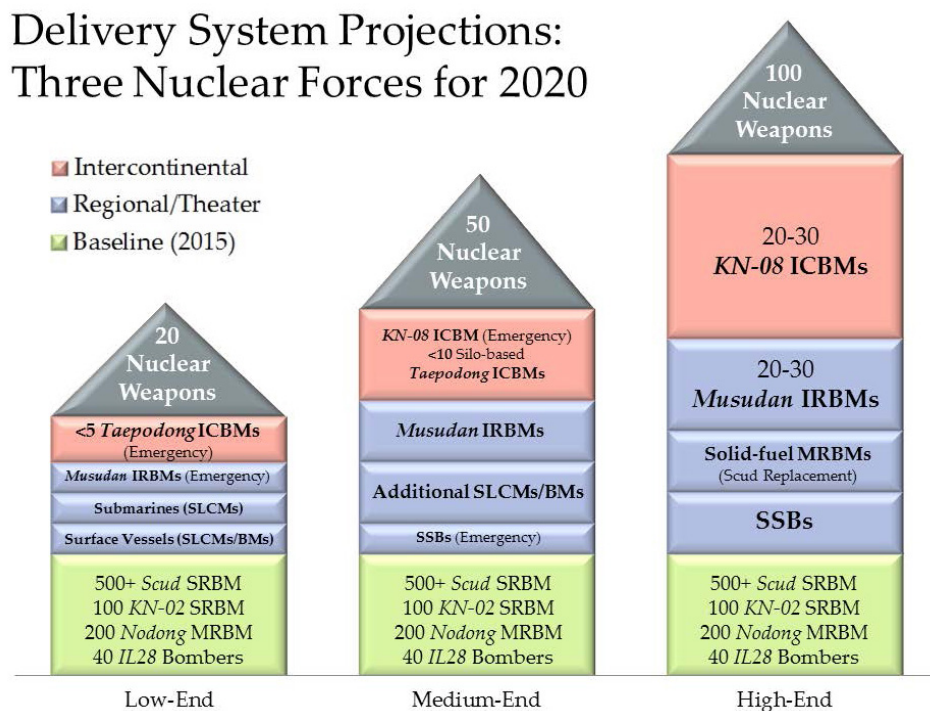 Delivery System Projections:
Three Nuclear Forces for 2020
Intercontinental
Regional/Theater
Baseline (2015)
20
Nuclear
Weapons
<5 Taepodong ICBMs
(Emergency)
Musudan IRBMs (Emergency)
Submarines (SLCMs)
Surface Vessels (SLCMs/BMs)
500+ Scud SRBM
100 KN-02 SRBM
200 Nodong MRBM
40 IL28 Bombers
Low-End
50
Nuclear
Weapons
KN-08 ICBM (Emergency)
<10 Silo-based
Taepodong ICBMs
Musudan IRBMs
Additional SLCMs/BMs
SSBs (Emergency)
500+ Scud SRBM
100 KN-02 SRBM
200 Nodong MRBM
40 IL28 Bombers
Medium-End
100
Nuclear
Weapons
20-30
KN-08 ICBMs
20-30
Musudan IRBMs
Solid-fuel MRBMs
(Scud Replacement)
SSBs
500+ Scud SRBM
100 KN-02 SRBM
200 Nodong MRBM
40 IL28 Bombers
High-End